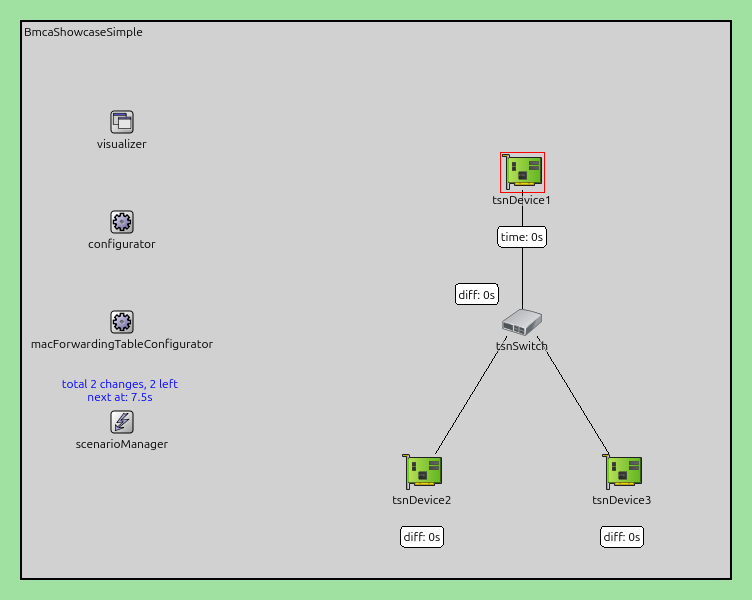 BmcaShowcaseSimple
visualizer
tsnDevice1
time: 0s
configurator
diff: 0s
tsnSwitch
macForwardingTableConfigurator
total 2 changes, 2 left
next at: 7.5s
scenarioManager
tsnDevice2
tsnDevice3
diff: 0s
diff: 0s